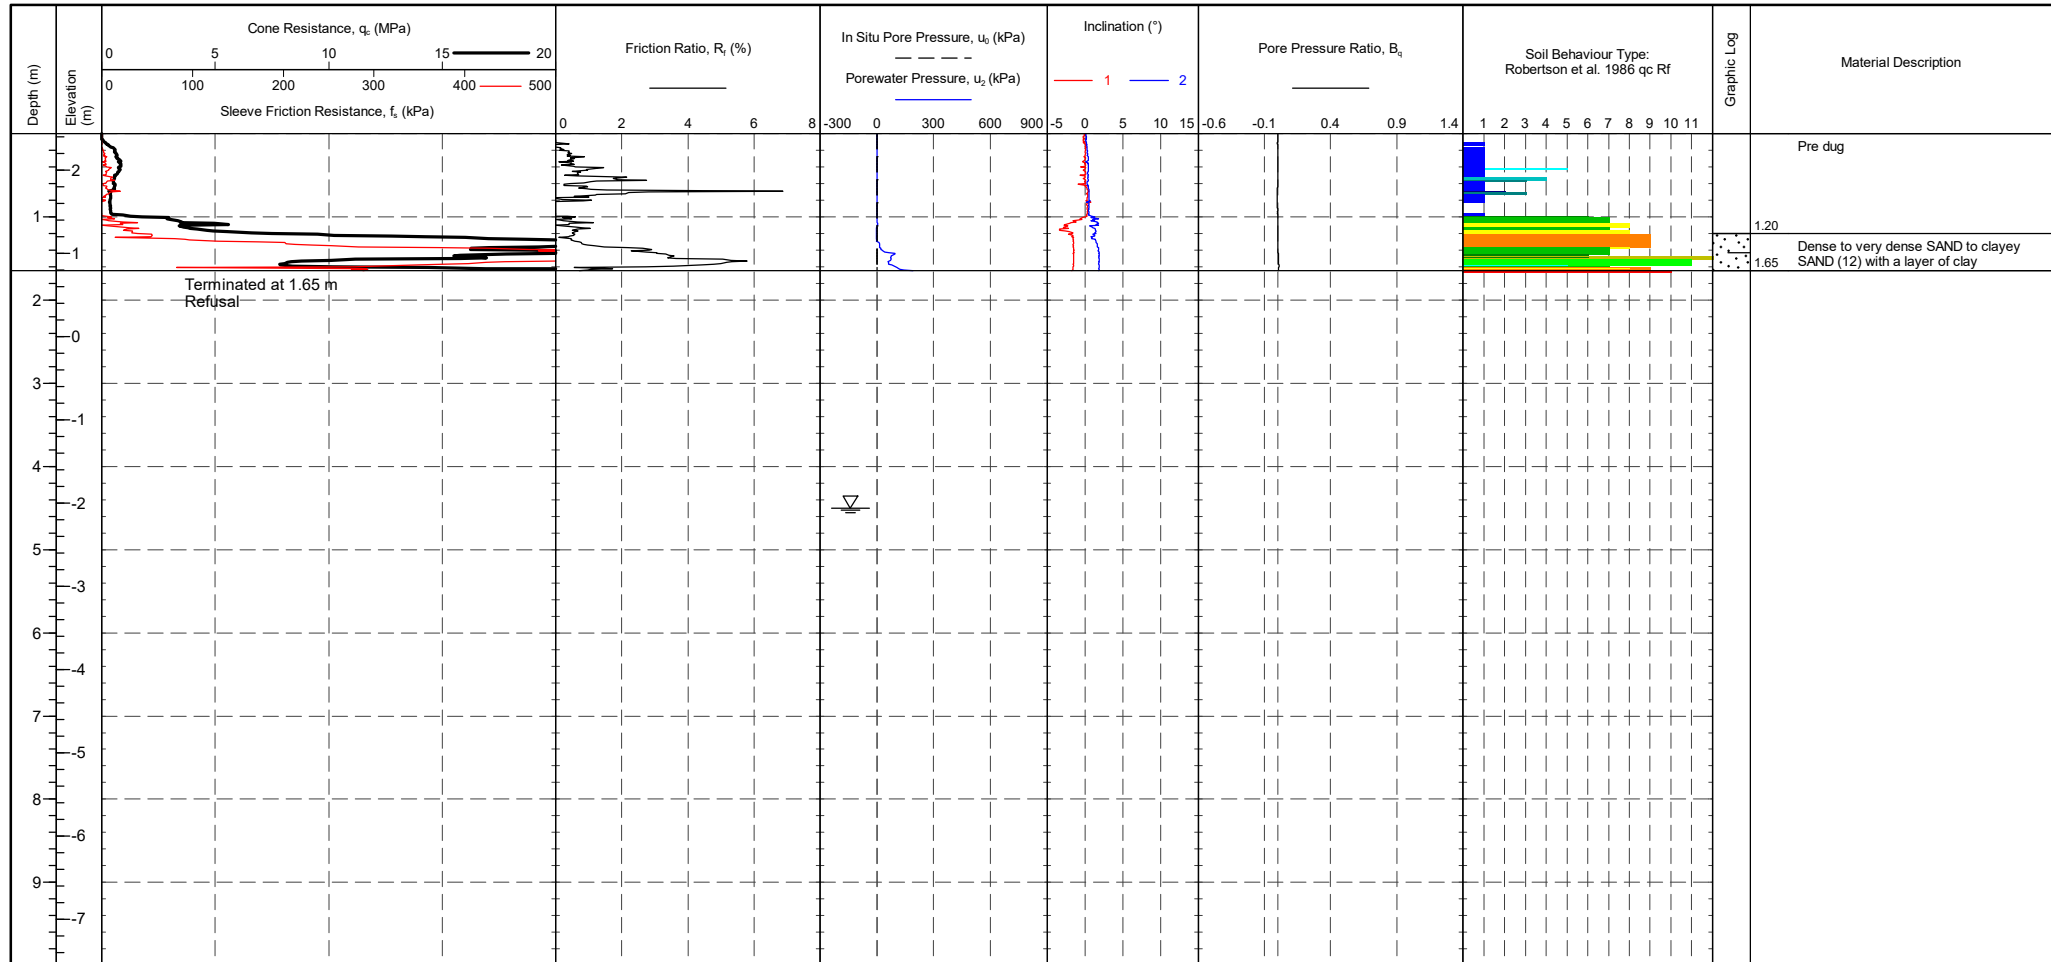 Depth (m)
Elevation (m)
Cone Resistance, qc (MPa)
0 5 10 15 20
0 100 200 300 400 500
Sleeve Friction Resistance, fs (kPa)
Friction Ratio, Rf (%)
0 2 4 6 8
In Situ Pore Pressure, u0 (kPa)
Porewater Pressure, u2 (kPa)
-300 0 300 600 900
Inclination (°)
1 2
-5 0 5 10 15
Pore Pressure Ratio, Bq
-0.6 -0.1 0.4 0.9 1.4
Soil Behaviour Type:
Robertson et al. 1986 qc Rf
1 2 3 4 5 6 7 8 9 10 11
Graphic Log
Material Description
Pre dug
2
1
1.20
Dense to very dense SAND to clayey
1
1.65
SAND (12) with a layer of clay
Terminated at 1.65 m
Refusal
2
0
3
-1
4
-2
5
-3
6
-4
7
-5
8
-6
9
-7